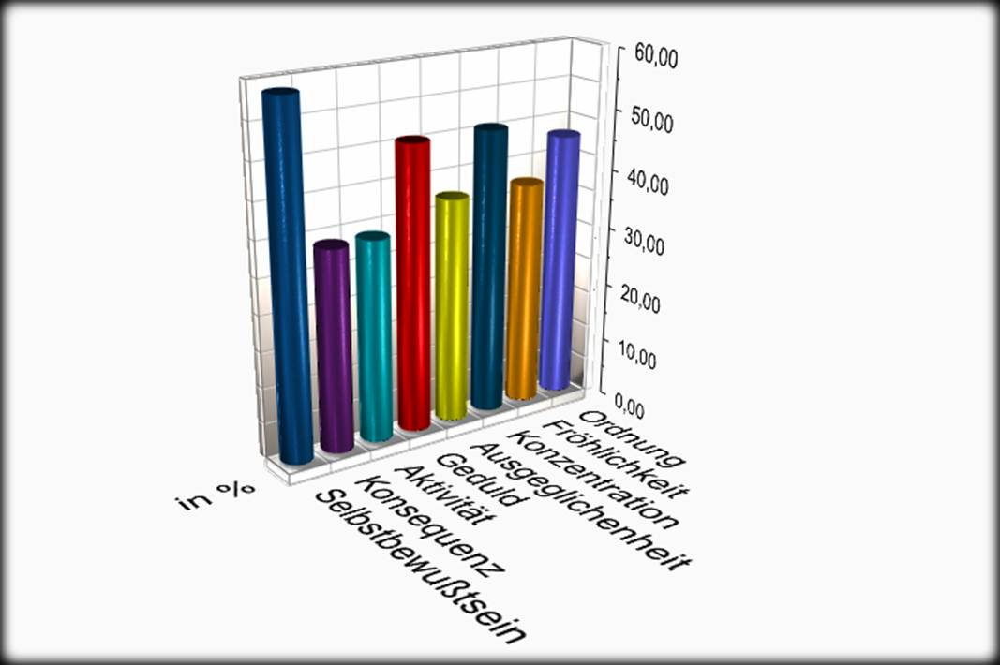 60,00
50,00
40,00
30,00
20,00
10,00
0,00
Ordnung
Fröhlichkeit
Konzentration
Ausgeglichenheit
Geduld
Aktivität
Konsequenz
Selbstbewußtsein
in %